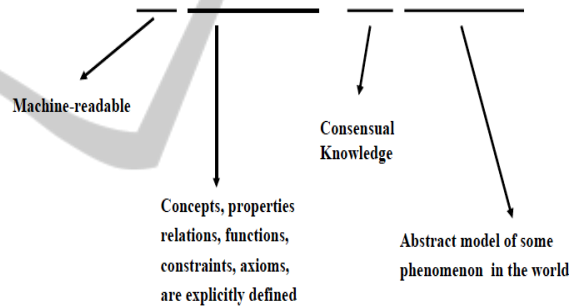 Machine-readable
Consensual
Knowledge
Concepts, properties
relations, functions,
constraints, axioms,
are explicitly defined
Abstract model of some
phenomenon in the world